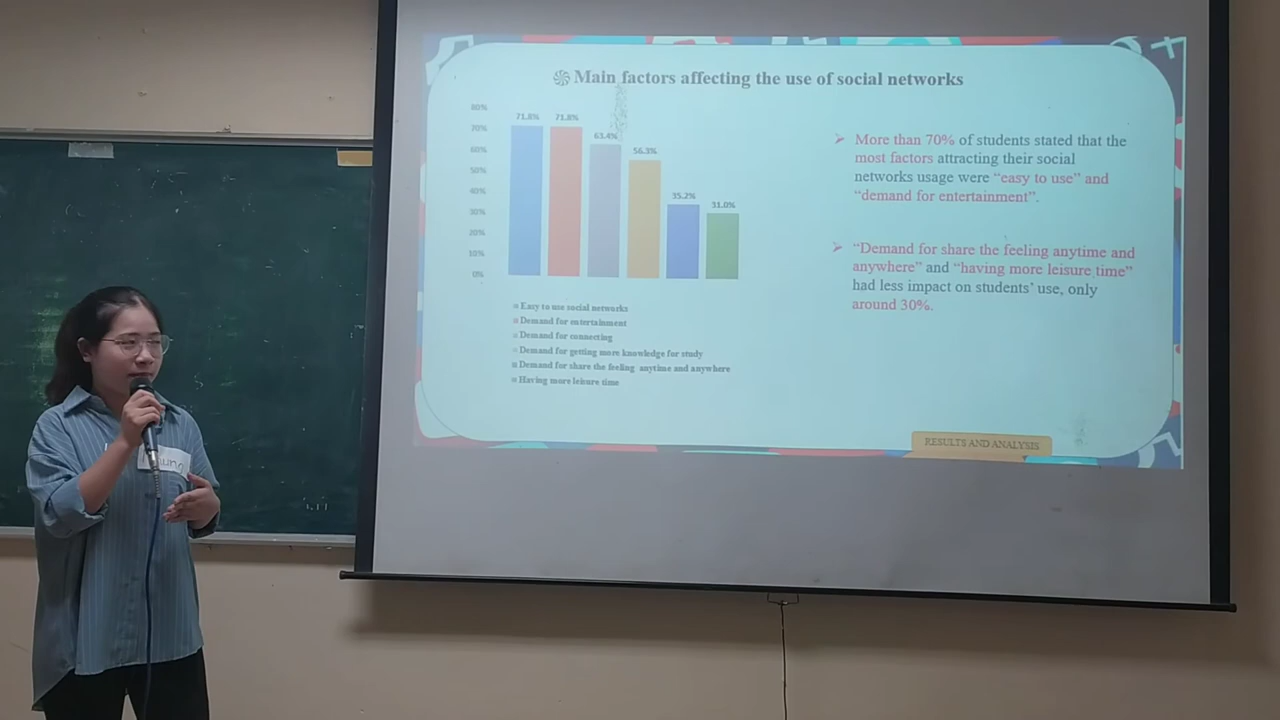 Main factors affecting the use of social networks
80%
70%
60%
50%
40%
30%
20%
10%
0%
71.8%
71.8%
63.4%
56.3%
35.2%
31.0%
Easy to use social networks
Demand for entertainment
Demand for connecting
Demand for getting more knowledge for study
Demand for share the feeling anytime and anywhere
Having more leisure time
More than 70% of students stated that the
most factors attracting their social
networks usage were “easy to use” and
“demand for entertainment”.
“Demand for share the feeling anytime and
anywhere” and “having more leisure time”
had less impact on students’ use, only
around 30%.
RESULTS AND ANALYSIS